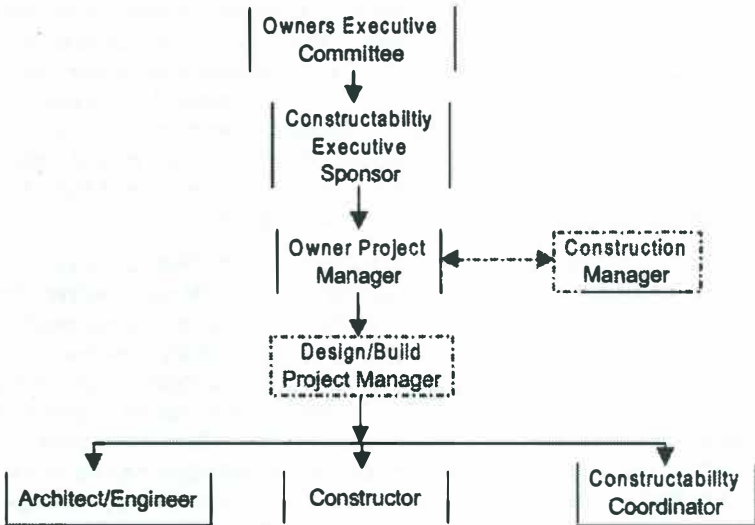 Owners Executive
Committee
Constructabiltiy
Executive
Sponsor
Owner Project
Manager
Construction
Manager
Design/Build
Project Manager
Architect/Engineer
Constructor
Constructability
Coordinator